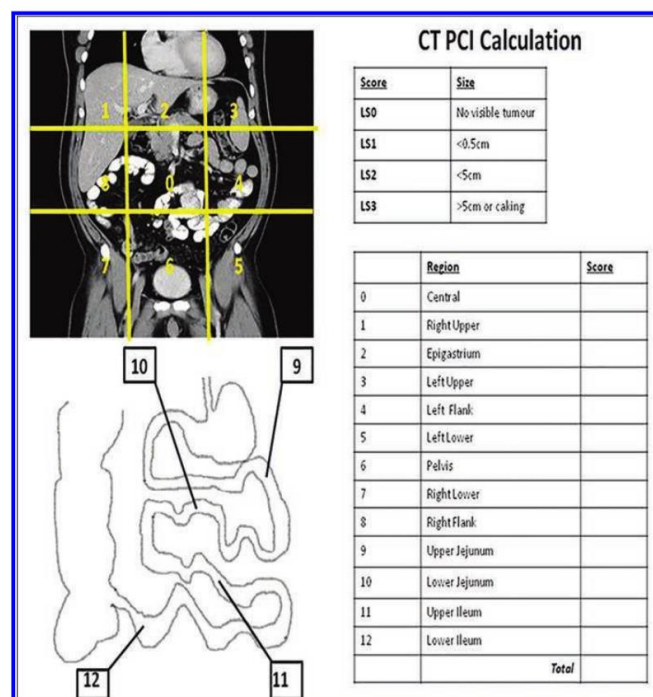 CT PCI Calculation
1 2 3
8 0 4
7 6 5
10 9
12 11
Score Size
LS0 No visible tumour
LS1 <0.5cm
LS2 <5cm
LS3 >5cm or caking
Region Score
0 Central
1 Right Upper
2 Epigastrium
3 Left Upper
4 Left Flank
5 Left Lower
6 Pelvis
7 Right Lower
8 Right Flank
9 Upper Jejunum
10 Lower Jejunum
11 Upper Ileum
12 Lower Ileum
Total